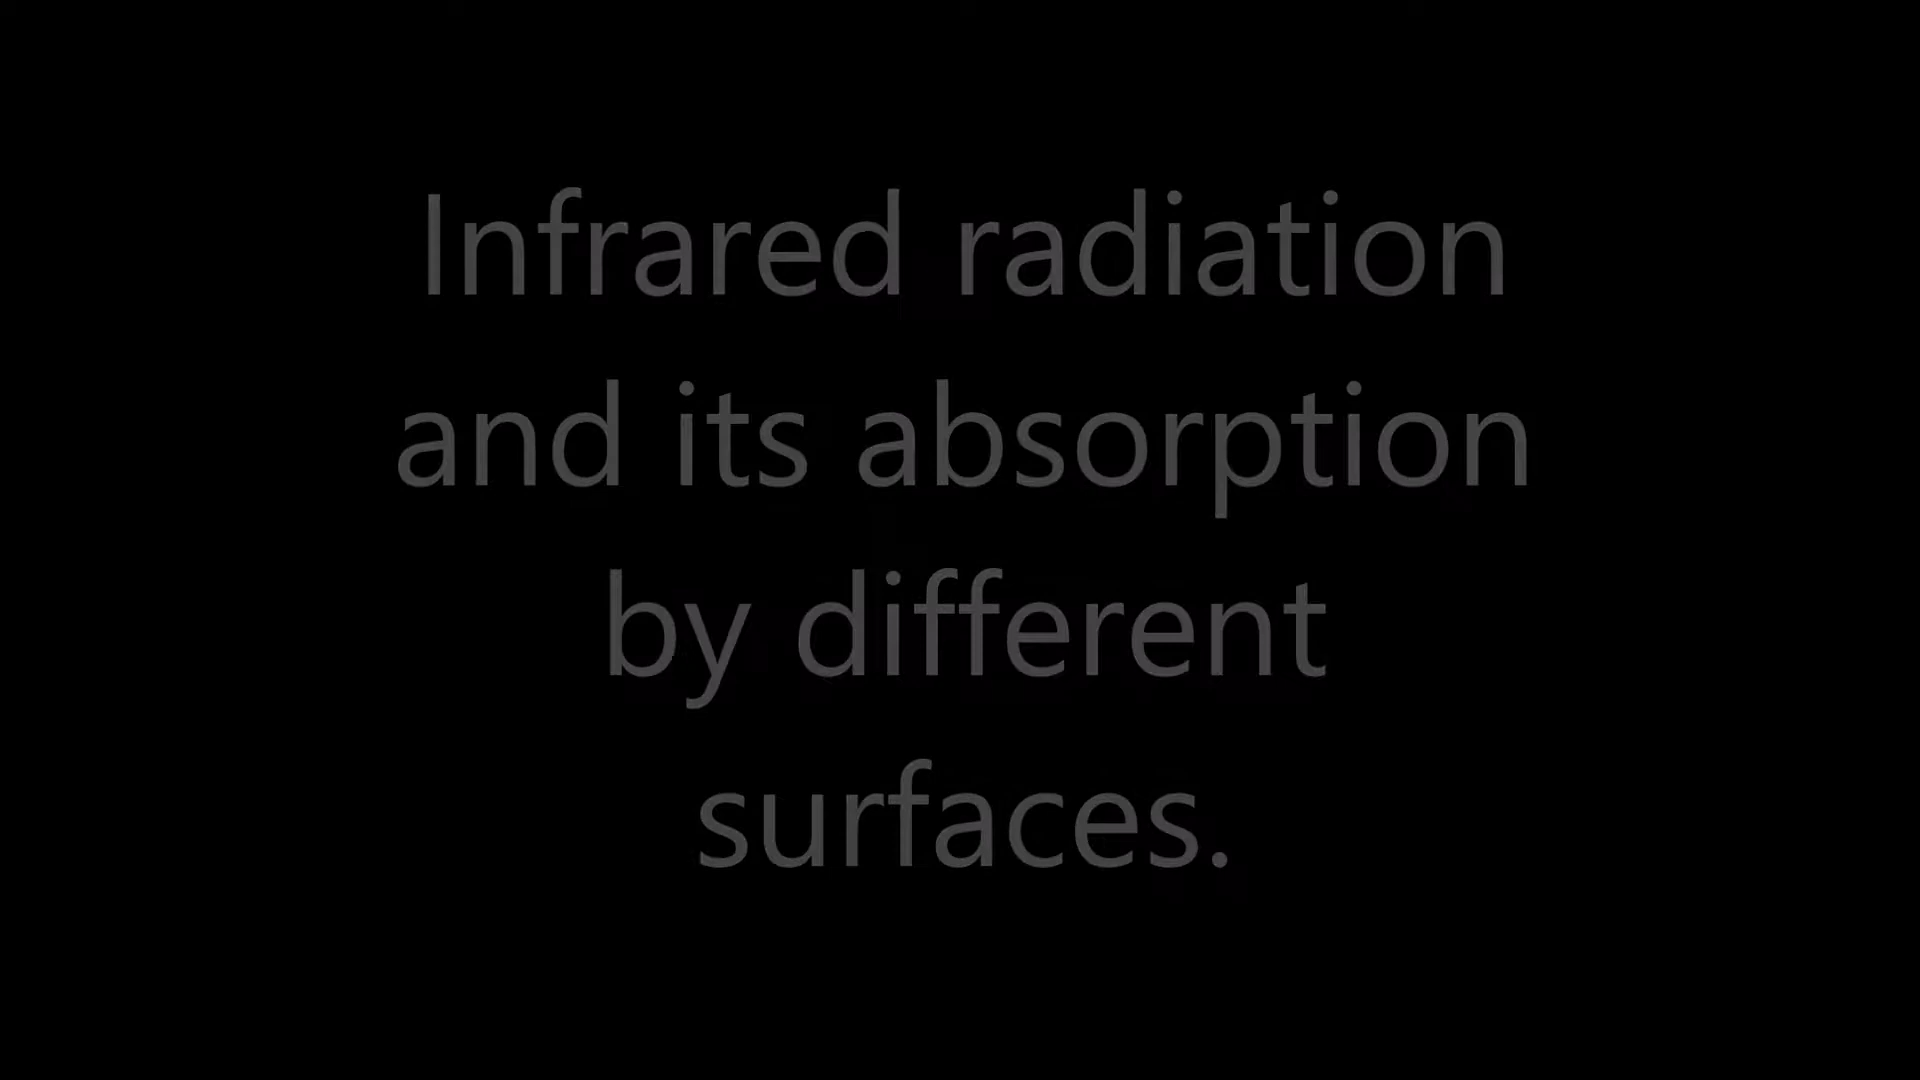 Infrared radiation
and its absorption
by different
surfaces.